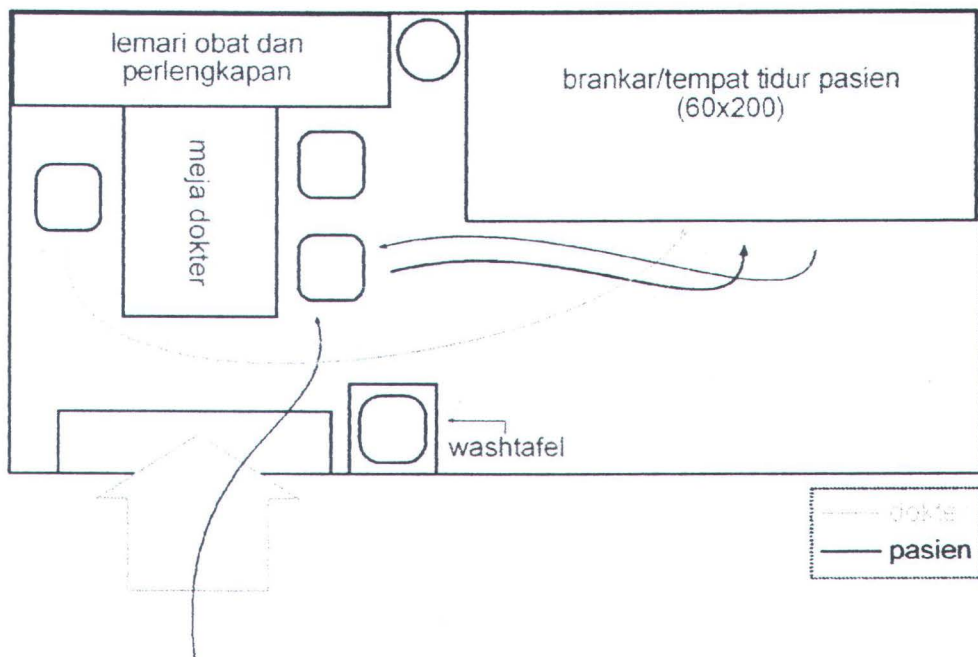 lemari obat dan
perlengkapan
brankar/tempat tidur pasien
(60x200)
meja dokter
washtafel
pasien